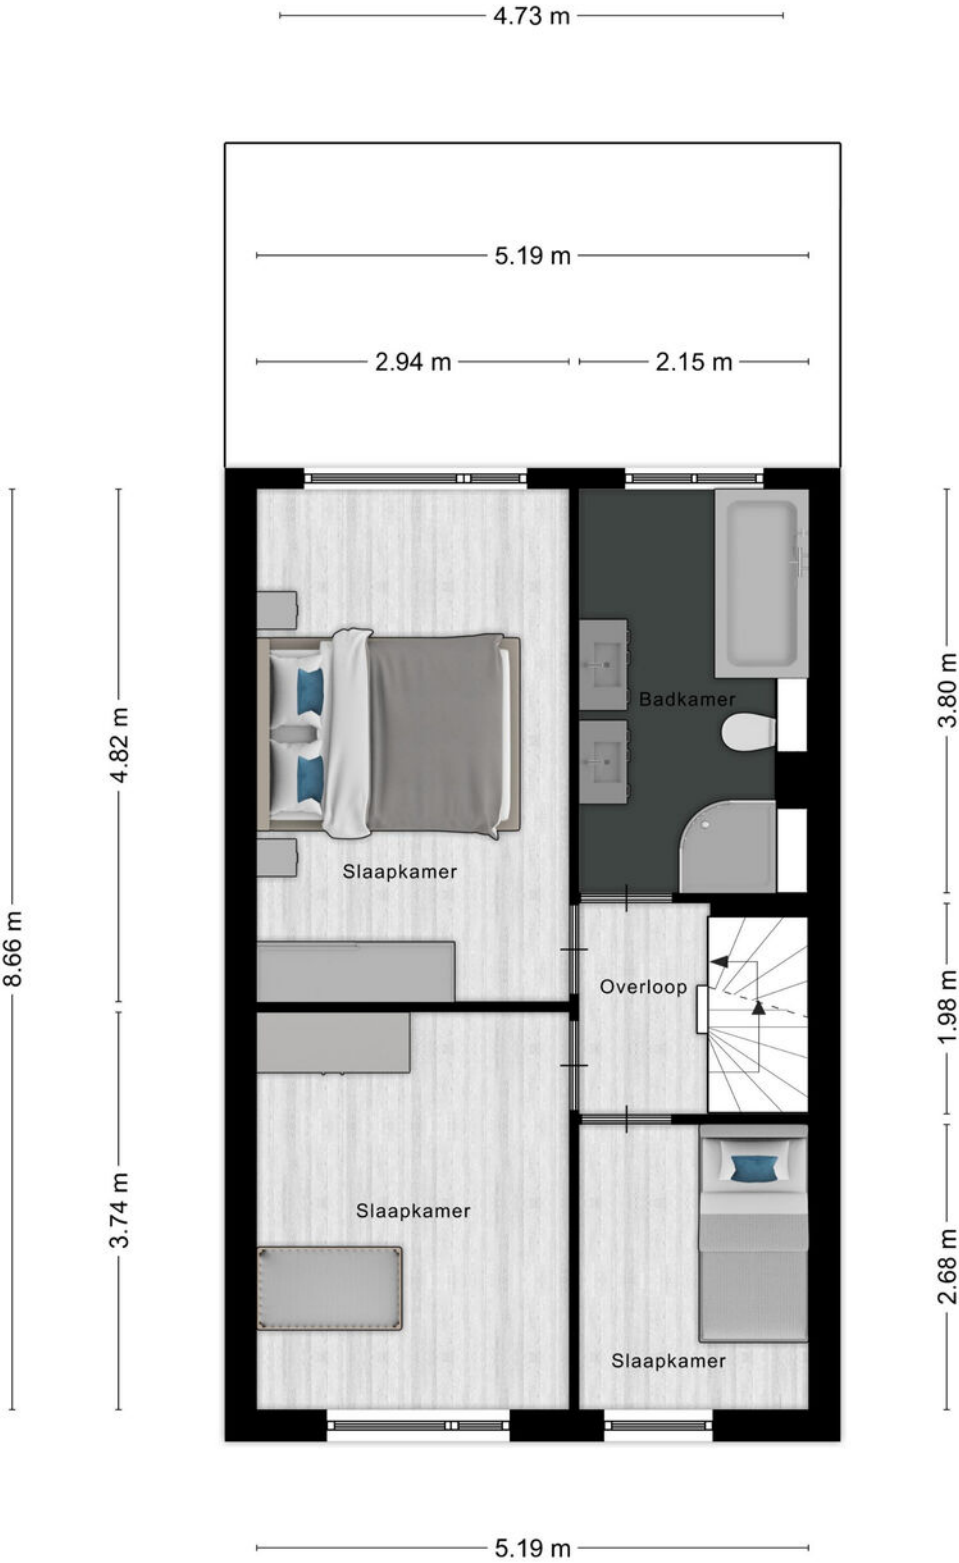 4.73 m
5.19 m
2.94 m
2.15 m
Badkamer
3.80 m
4.82 m
Slaapkamer
8.66 m
Overloop
1.98 m
Slaapkamer
3.74 m
2.68 m
Slaapkamer
5.19 m